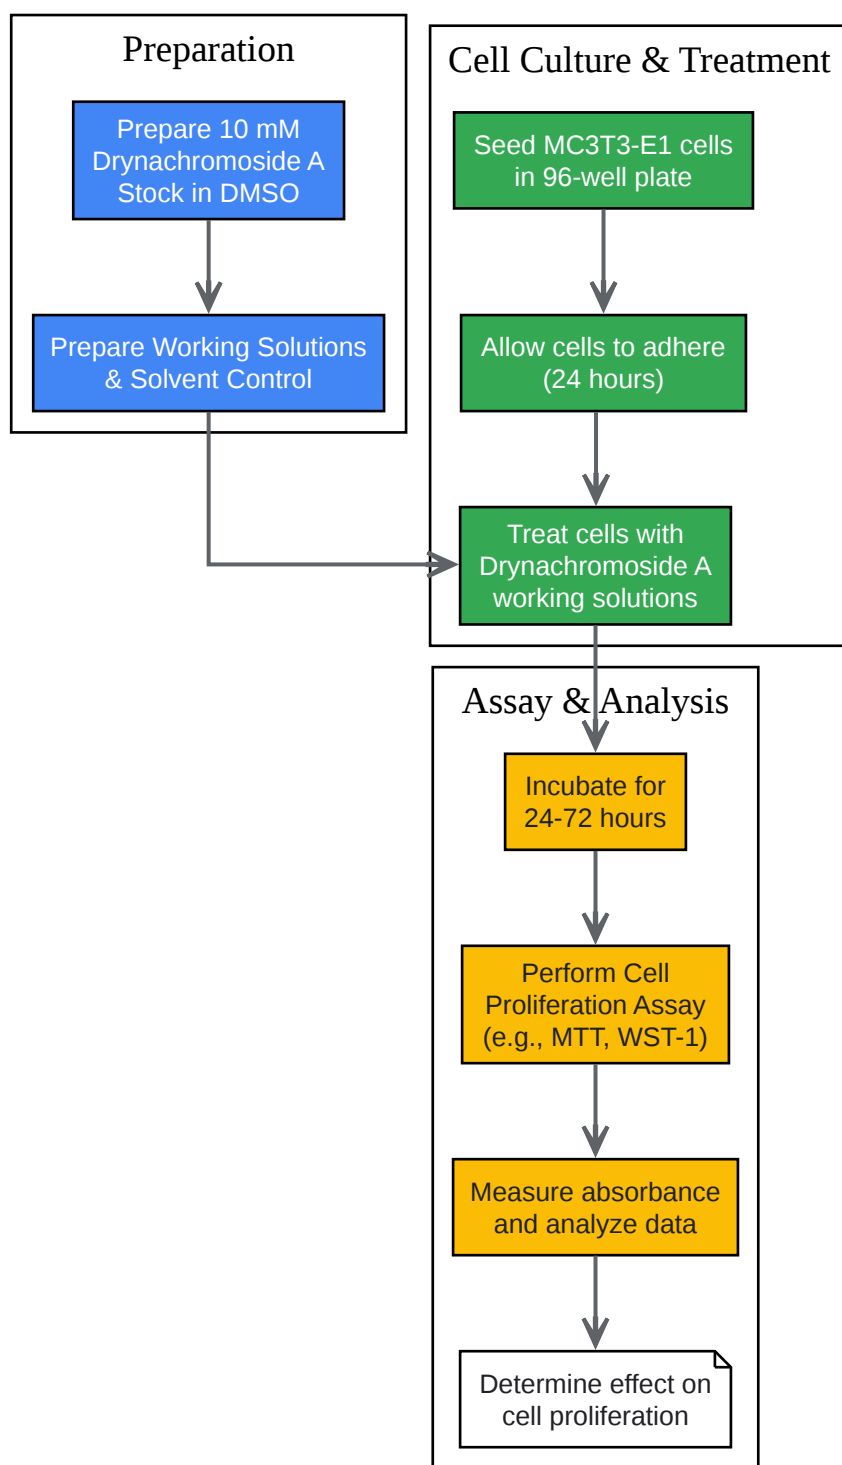 Preparation
Prepare 10 mM
Drynachromoside A
Stock in DMSO
Prepare Working Solutions
& Solvent Control
Cell Culture & Treatment
Seed MC3T3-E1 cells
in 96-well plate
Allow cells to adhere
(24 hours)
Treat cells with
Drynachromoside A
working solutions
Assay & Analysis
Incubate for
24-72 hours
Perform Cell
Proliferation Assay
(e.g., MTT, WST-1)
Measure absorbance
and analyze data
Determine effect on
cell proliferation